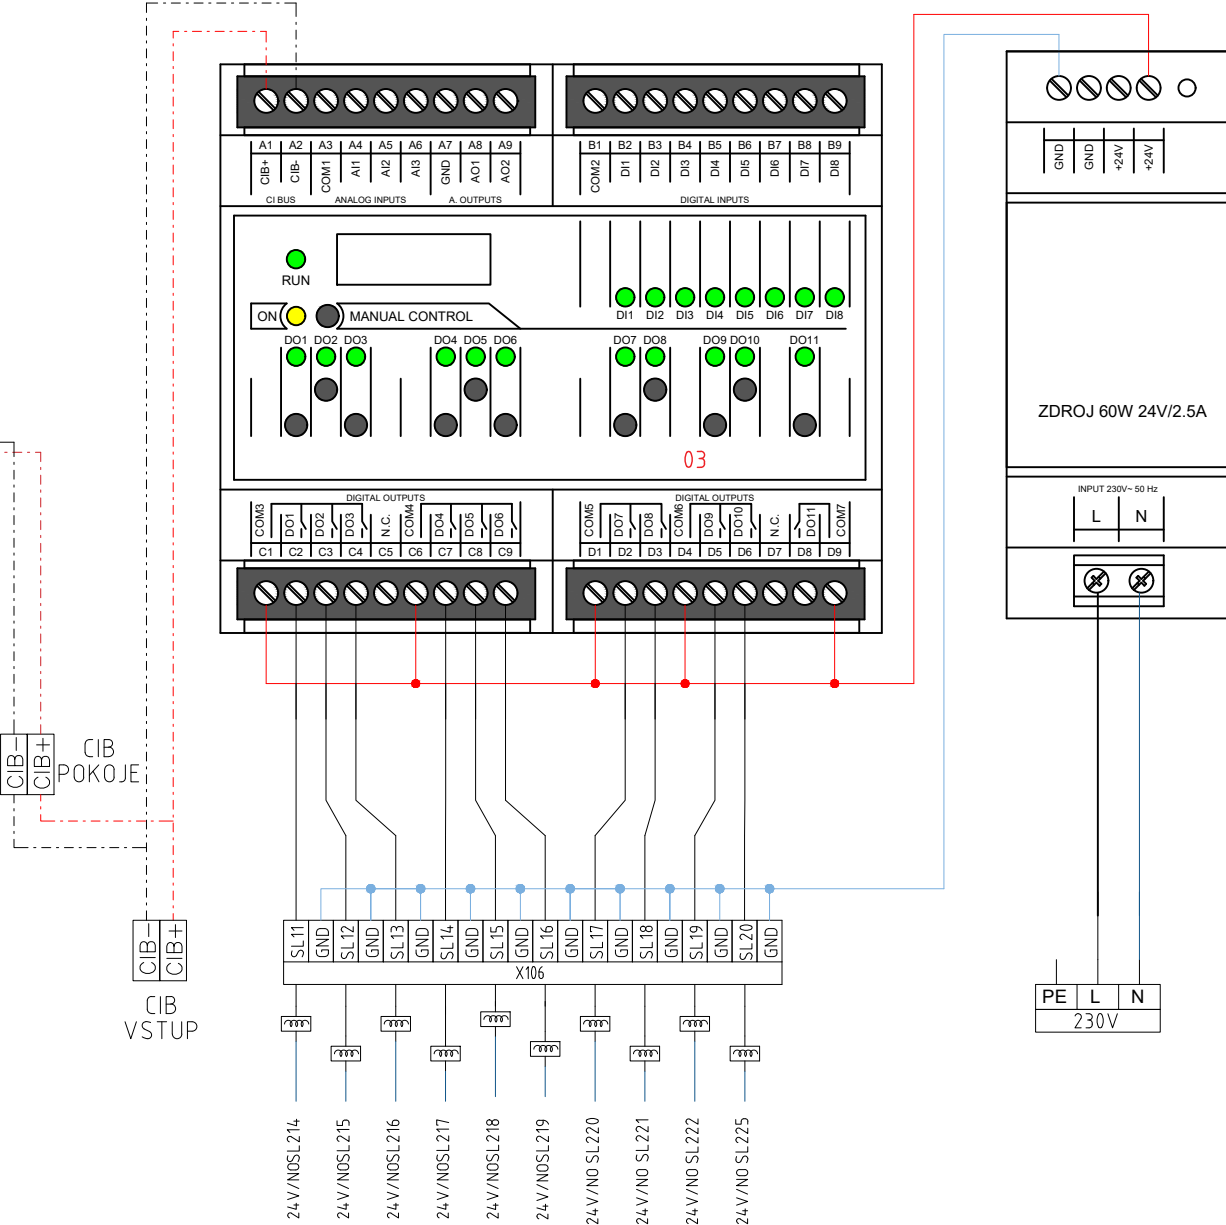 A1 A2 A3 A4 A5 A6 A7 A8 A9
CIB+ CIB- COM1 AI1 AI2 AI3 GND AO1 AO2
CI BUS ANALOG INPUTS A. OUTPUTS
B1 B2 B3 B4 B5 B6 B7 B8 B9
COM2 DI1 DI2 DI3 DI4 DI5 DI6 DI7 DI8
DIGITAL INPUTS
GND GND +24V +24V
RUN
ON MANUAL CONTROL
DI1 DI2 DI3 DI4 DI5 DI6 DI7 DI8
DO1 DO2 DO3 DO4 DO5 DO6 DO7 DO8 DO9 DO10 DO11
03
ZDROJ 60W 24V/2.5A
INPUT 230V~ 50 Hz
L N
DIGITAL OUTPUTS
COM3 DO1 DO2 DO3 N.C. COM4 DO4 DO5 DO6
C1 C2 C3 C4 C5 C6 C7 C8 C9
DIGITAL OUTPUTS
COM5 DO7 DO8 COM6 DO9 DO10 N.C. DO11 COM7
D1 D2 D3 D4 D5 D6 D7 D8 D9
CIB- CIB+
CIB
POKOJE
CIB- CIB+
CIB
VSTUP
SL11 GND SL12 GND SL13 GND SL14 GND SL15 GND SL16 GND SL17 GND SL18 GND SL19 GND SL20 GND
X106
PE L N
230V
24V/NOSL214
24V/NOSL215
24V/NOSL216
24V/NOSL217
24V/NOSL218
24V/NOSL219
24V/NO SL220
24V/NO SL221
24V/NO SL222
24V/NO SL225